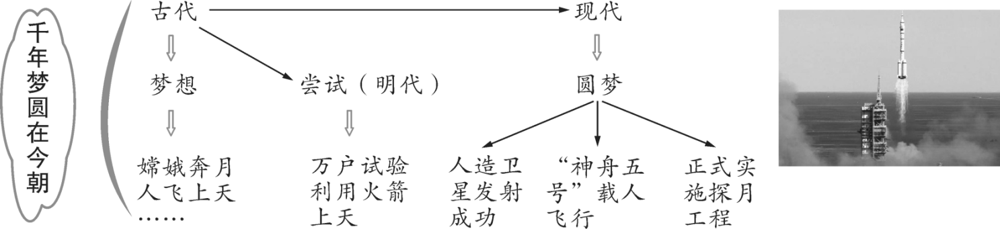 千年梦圆在今朝
古代
现代
梦想
尝试（明代）
圆梦
嫦娥奔月
人飞上天
……
万户试验
利用火箭
上天
人造卫
星发射
成功
“神舟五
号”载人
飞行
正式实
施探月
工程